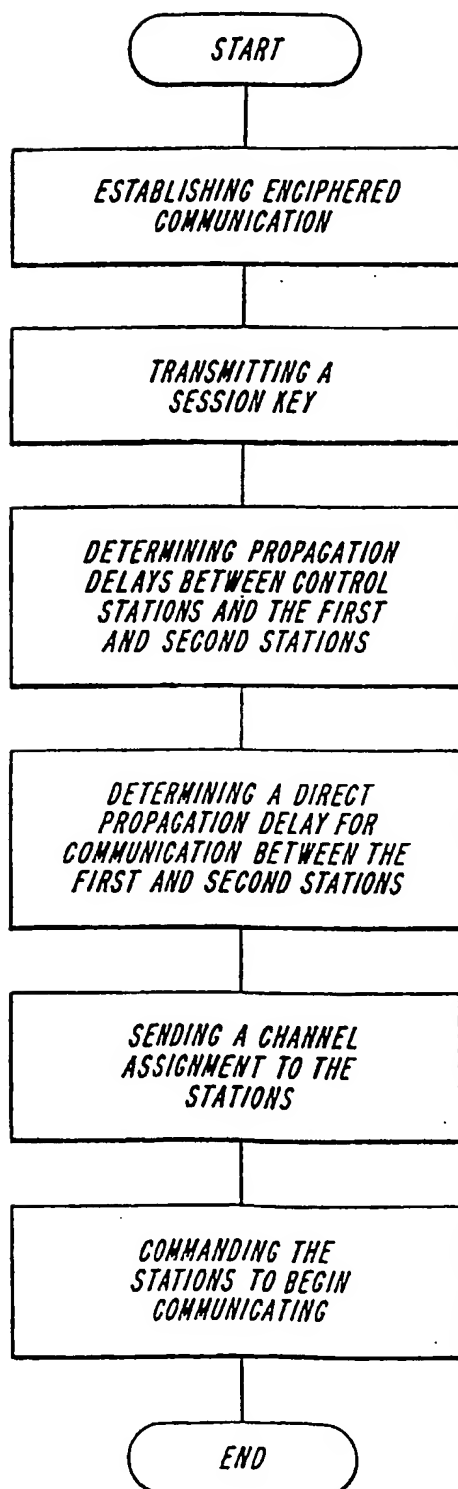 START
ESTABLISHING ENCIPHERED
COMMUNICATION
TRANSMITTING A
SESSION KEY
DETERMINING PROPAGATION
DELAYS BETWEEN CONTROL
STATIONS AND THE FIRST
AND SECOND STATIONS
DETERMINING A DIRECT
PROPAGATION DELAY FOR
COMMUNICATION BETWEEN THE
FIRST AND SECOND STATIONS
SENDING A CHANNEL
ASSIGNMENT TO THE
STATIONS
COMMANDING THE
STATIONS TO BEGIN
COMMUNICATING
END